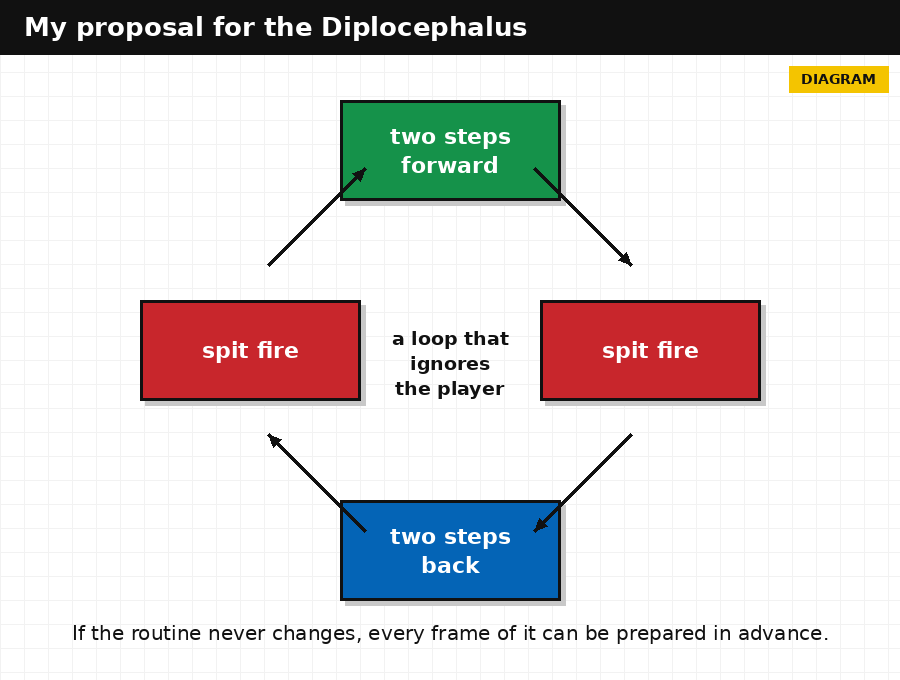 My proposal for the Diplocephalus
DIAGRAM
two steps
forward
spit fire
a loop that
ignores
the player
spit fire
two steps
back
If the routine never changes, every frame of it can be prepared in advance.